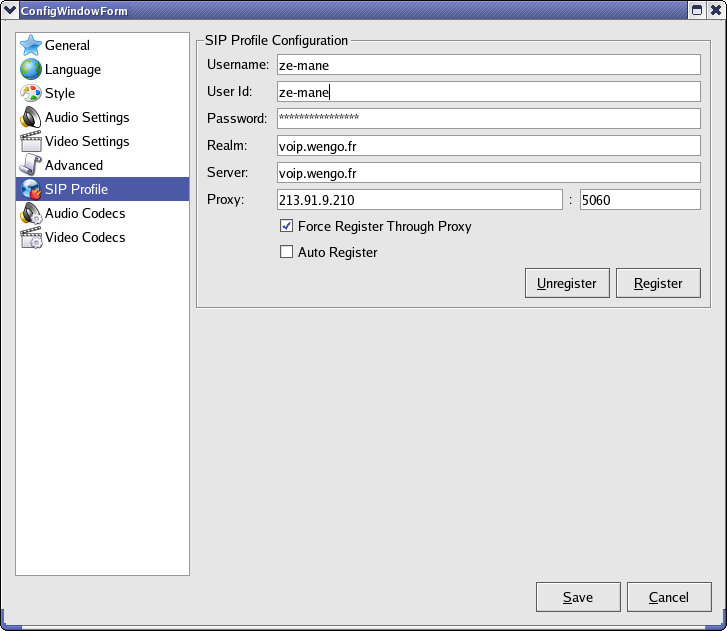 ConfigWindowForm
General
Language
Style
Audio Settings
Video Settings
Advanced
SIP Profile
Audio Codecs
Video Codecs
SIP Profile Configuration
Username: ze-mane
User Id: ze-mane
Password: ****************
Realm: voip.wengo.fr
Server: voip.wengo.fr
Proxy: 213.91.9.210 : 5060
Force Register Through Proxy
Auto Register
Unregister Register
Save Cancel